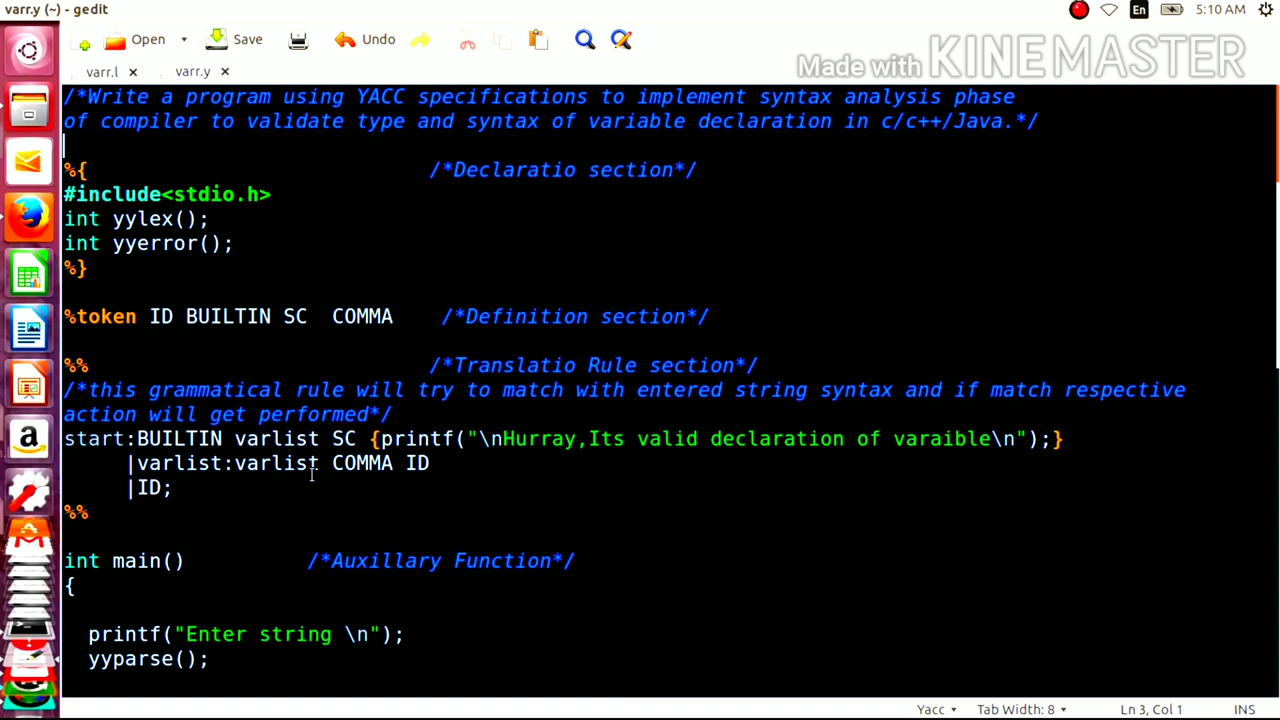 varr.y (~) - gedit
En
5:10 AM
Open
Save
Undo
Made with KINEMASTER
varr.l
varr.y
/*Write a program using YACC specifications to implement syntax analysis phase
of compiler to validate type and syntax of variable declaration in c/c++/Java.*/
%{ /*Declaratio section*/
#include<stdio.h>
int yylex();
int yyerror();
%}
%token ID BUILTIN SC COMMA /*Definition section*/
%% /*Translatio Rule section*/
/*this grammatical rule will try to match with entered string syntax and if match respective
action will get performed*/
start:BUILTIN varlist SC {printf("\nHurray,Its valid declaration of varaible\n");}
|varlist:varlist COMMA ID
|ID;
%%
int main() /*Auxillary Function*/
{
printf("Enter string \n");
yyparse();
Yacc
Tab Width: 8
Ln 3, Col 1
INS